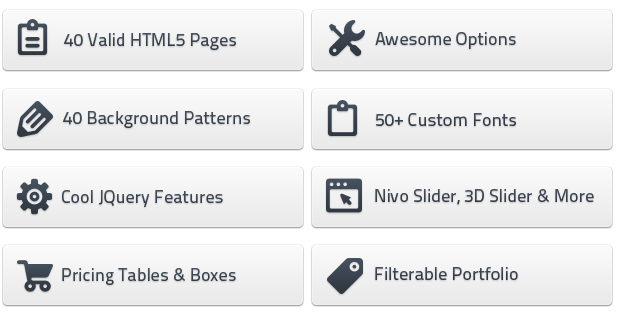 40 Valid HTML5 Pages
Awesome Options
40 Background Patterns
50+ Custom Fonts
Cool JQuery Features
Nivo Slider, 3D Slider & More
Pricing Tables & Boxes
Filterable Portfolio